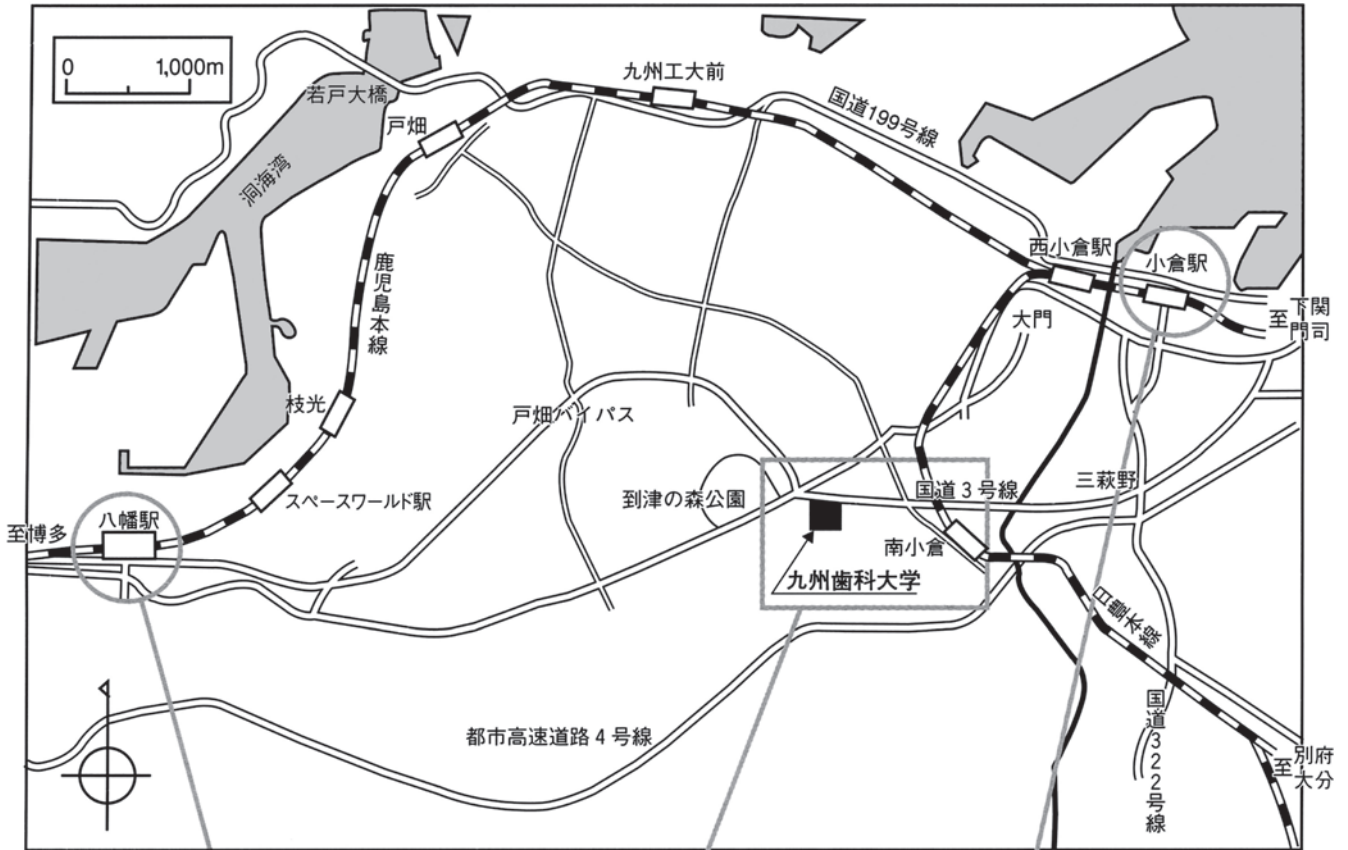 0 1,000m
若戸大橋
九州工大前
戸畑
国道199号線
洞海湾
西小倉駅
小倉駅
鹿児島本線
大門
至下関
門司
枝光
戸畑バイパス
三萩野
スペースワールド駅
到津の森公園
国道3号線
至博多
八幡駅
南小倉
九州歯科大学
日豊本線
国道322号線
都市高速道路4号線
至別府
大分